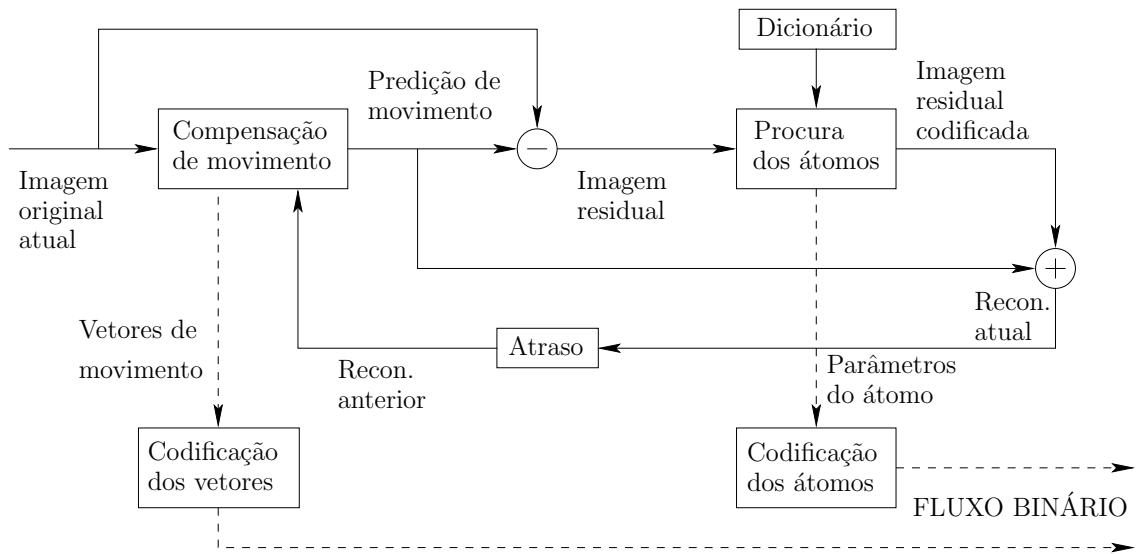 Dicionário
Imagem
residual
codificada
Predição de
movimento
Compensação
de movimento
−
Procura
dos átomos
Imagem
original
atual
Imagem
residual
+
Recon.
atual
Vetores de
movimento
Atraso
Recon.
anterior
Parâmetros
do átomo
Codificação
dos vetores
Codificação
dos átomos
FLUXO BINÁRIO